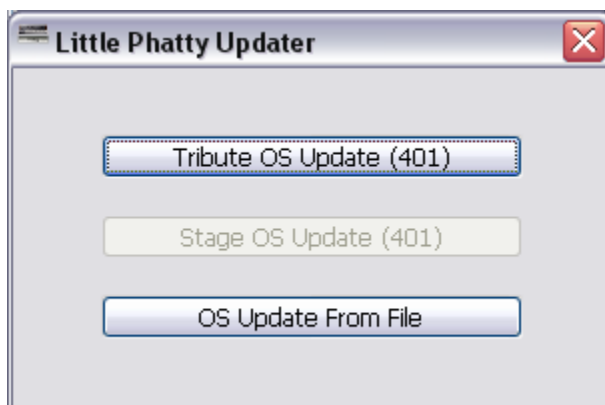 Little Phatty Updater
Tribute OS Update (401)
Stage OS Update (401)
OS Update From File